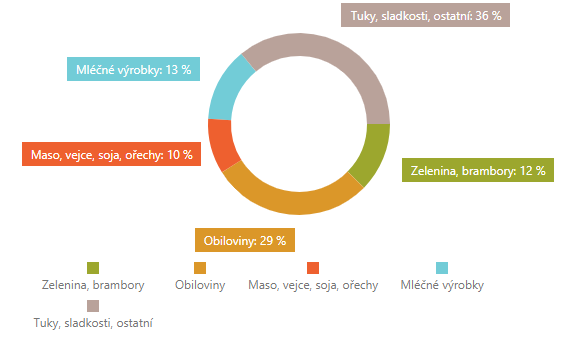 Tuky, sladkosti, ostatní: 36 %
Mléčné výrobky: 13 %
Maso, vejce, soja, ořechy: 10 %
Zelenina, brambory: 12 %
Obiloviny: 29 %
Zelenina, brambory
Obiloviny
Maso, vejce, soja, ořechy
Mléčné výrobky
Tuky, sladkosti, ostatní